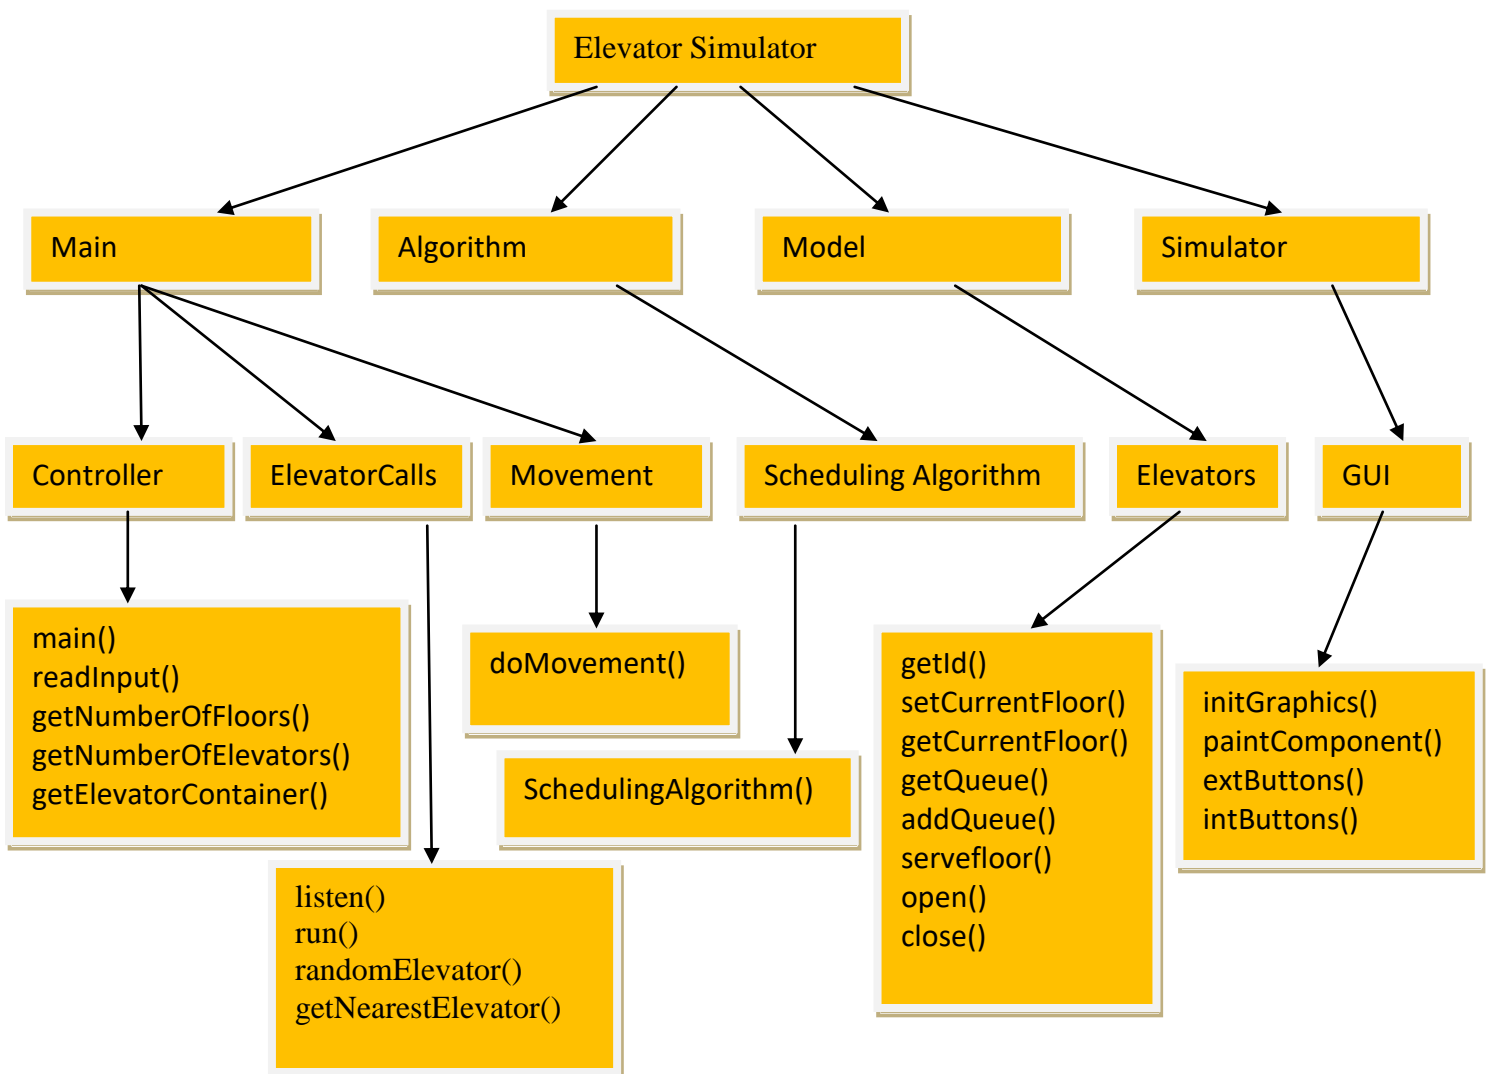 Elevator Simulator
Main
Algorithm
Model
Simulator
Controller
ElevatorCalls
Movement
Scheduling Algorithm
Elevators
GUI
main()
readInput()
getNumberOfFloors()
getNumberOfElevators()
getElevatorContainer()
listen()
run()
randomElevator()
getNearestElevator()
doMovement()
SchedulingAlgorithm()
getId()
setCurrentFloor()
getCurrentFloor()
getQueue()
addQueue()
servefloor()
open()
close()
initGraphics()
paintComponent()
extButtons()
intButtons()